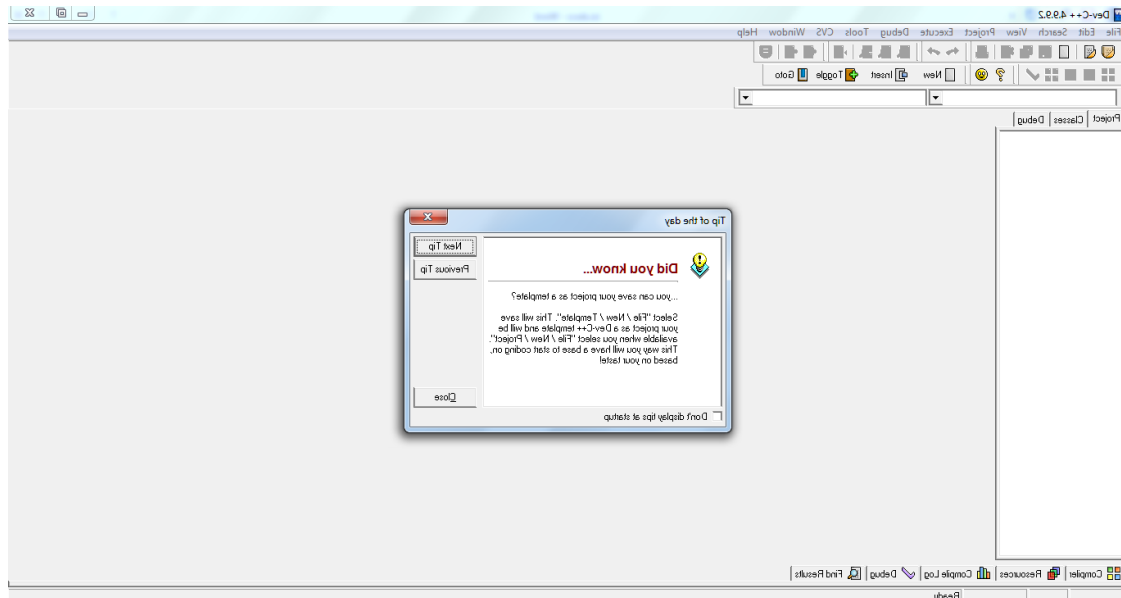 Dev-C++ 4.9.9.2
File Edit Search View Project Execute Debug Tools CVS Window Help
New Insert Toggle Goto
Project Classes Debug
Tip of the day
Did you know...
...you can save your project as a template?
Select "File / New / Template". This will save
your project as a Dev-C++ template and will be
available when you select "File / New / Project".
This way you will have a base to start coding on,
based on your taste!
Next Tip
Previous Tip
Close
Don't display tips at startup
Compiler Resources Compile Log Debug Find Results
Ready